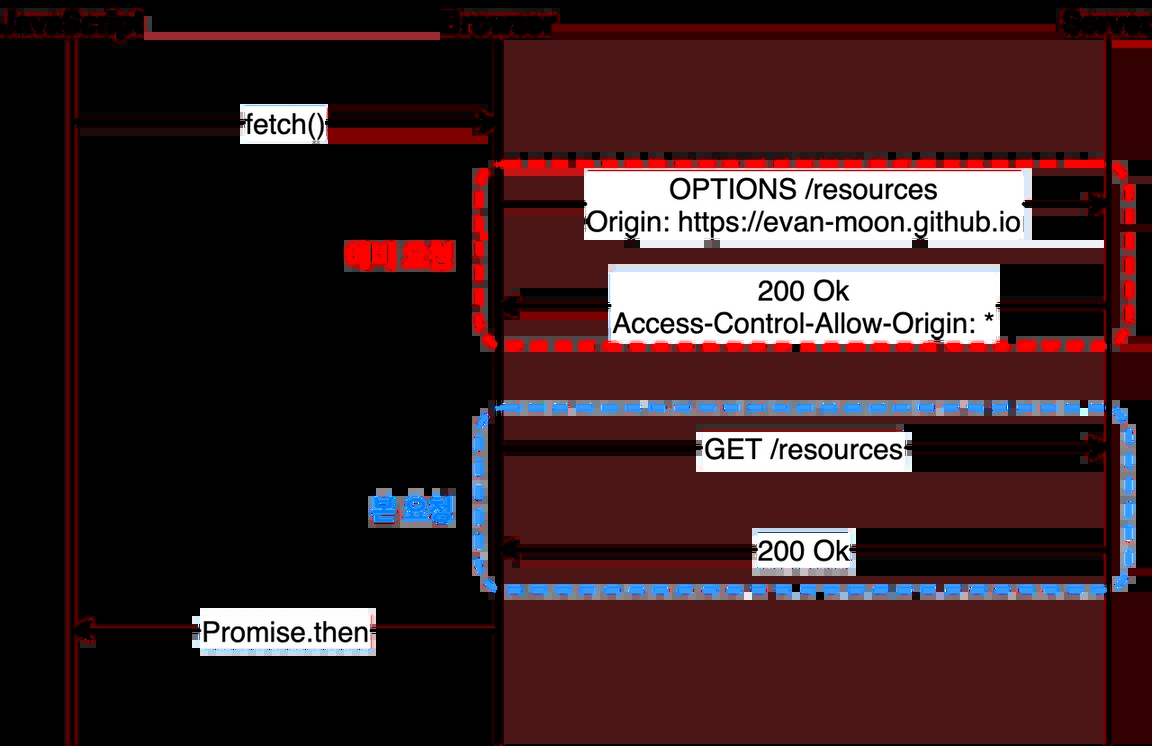 JavaScript
Browser
Server
fetch()
OPTIONS /resources
Origin: https://evan-moon.github.io
예비 요청
200 Ok
Access-Control-Allow-Origin: *
GET /resources
본 요청
200 Ok
Promise.then